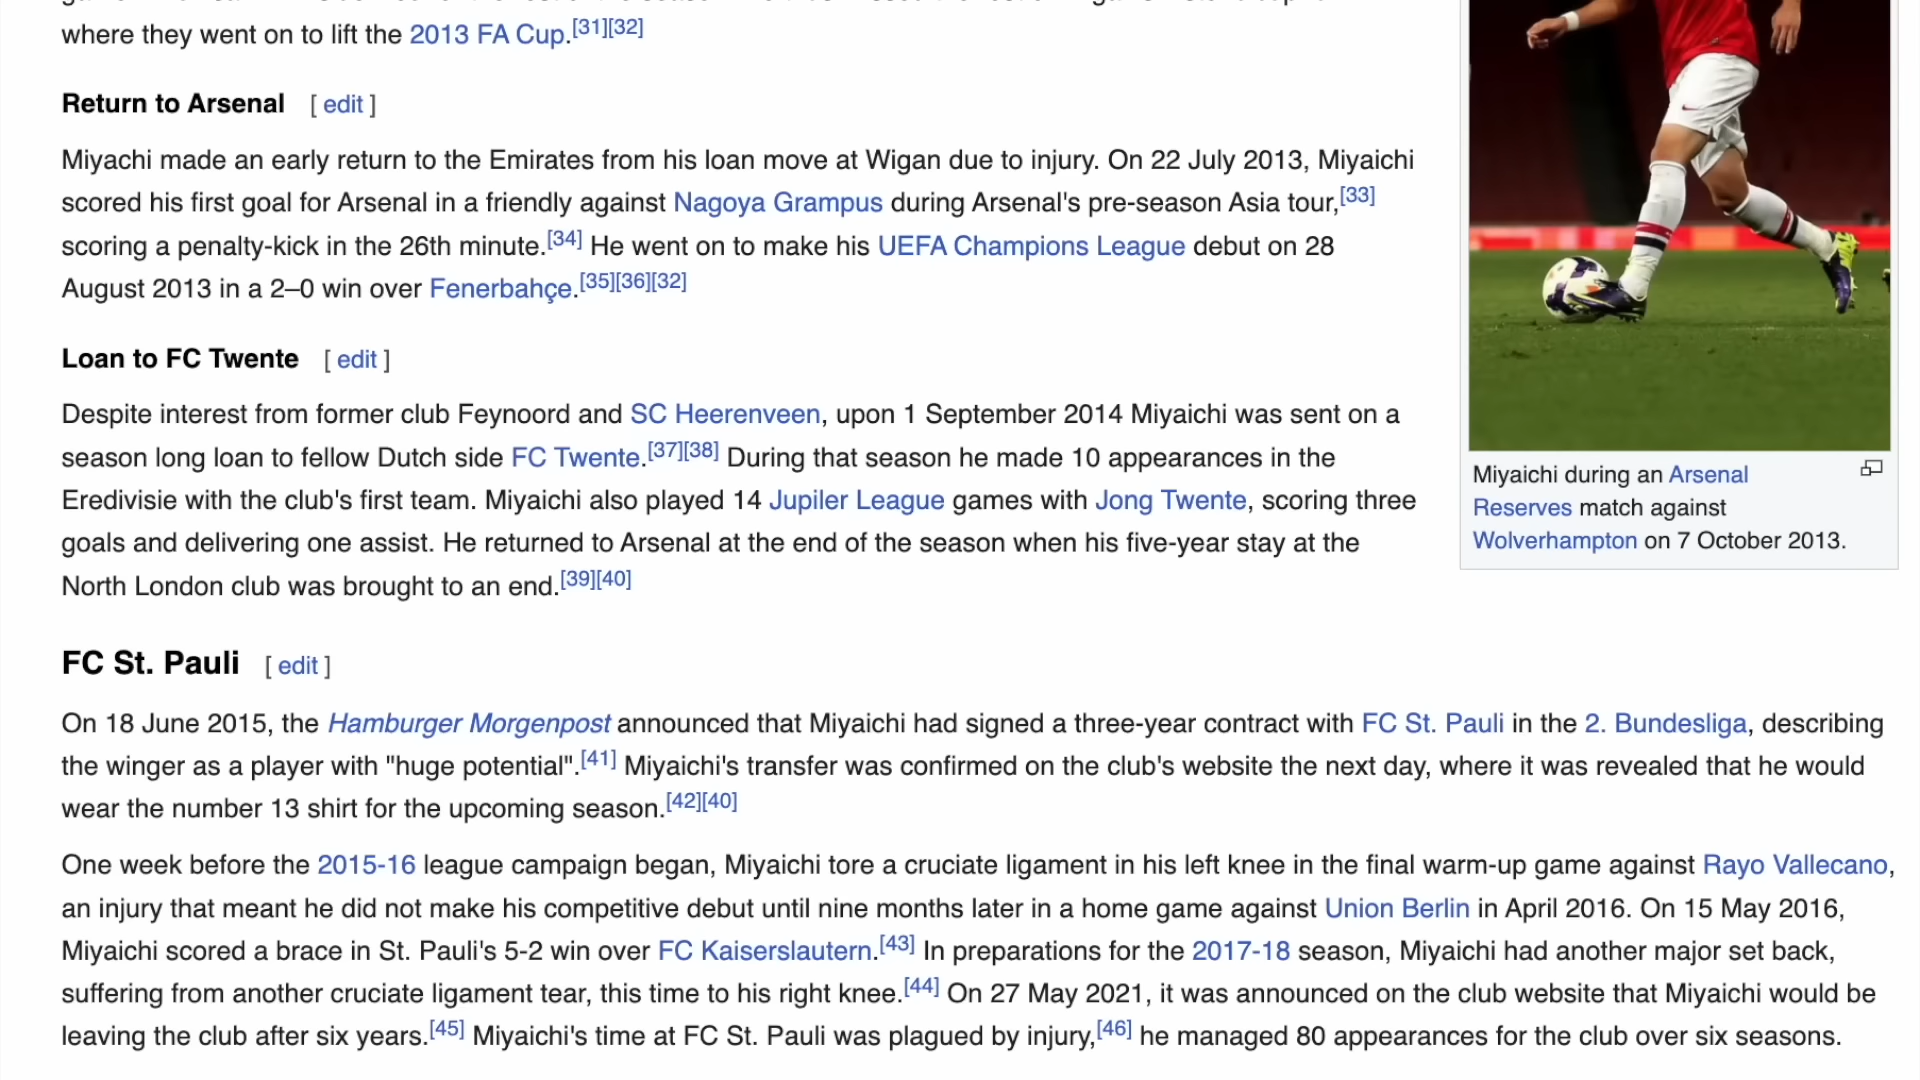 where they went on to lift the 2013 FA Cup.[31][32]
Return to Arsenal [ edit ]
Miyachi made an early return to the Emirates from his loan move at Wigan due to injury. On 22 July 2013, Miyaichi
scored his first goal for Arsenal in a friendly against Nagoya Grampus during Arsenal's pre-season Asia tour,[33]
scoring a penalty-kick in the 26th minute.[34] He went on to make his UEFA Champions League debut on 28
August 2013 in a 2–0 win over Fenerbahçe.[35][36][32]
Loan to FC Twente [ edit ]
Despite interest from former club Feynoord and SC Heerenveen, upon 1 September 2014 Miyaichi was sent on a
season long loan to fellow Dutch side FC Twente.[37][38] During that season he made 10 appearances in the
Eredivisie with the club's first team. Miyaichi also played 14 Jupiler League games with Jong Twente, scoring three
goals and delivering one assist. He returned to Arsenal at the end of the season when his five-year stay at the
North London club was brought to an end.[39][40]
Miyaichi during an Arsenal
Reserves match against
Wolverhampton on 7 October 2013.
FC St. Pauli [ edit ]
On 18 June 2015, the Hamburger Morgenpost announced that Miyaichi had signed a three-year contract with FC St. Pauli in the 2. Bundesliga, describing
the winger as a player with "huge potential".[41] Miyaichi's transfer was confirmed on the club's website the next day, where it was revealed that he would
wear the number 13 shirt for the upcoming season.[42][40]
One week before the 2015-16 league campaign began, Miyaichi tore a cruciate ligament in his left knee in the final warm-up game against Rayo Vallecano,
an injury that meant he did not make his competitive debut until nine months later in a home game against Union Berlin in April 2016. On 15 May 2016,
Miyaichi scored a brace in St. Pauli's 5-2 win over FC Kaiserslautern.[43] In preparations for the 2017-18 season, Miyaichi had another major set back,
suffering from another cruciate ligament tear, this time to his right knee.[44] On 27 May 2021, it was announced on the club website that Miyaichi would be
leaving the club after six years.[45] Miyaichi's time at FC St. Pauli was plagued by injury,[46] he managed 80 appearances for the club over six seasons.